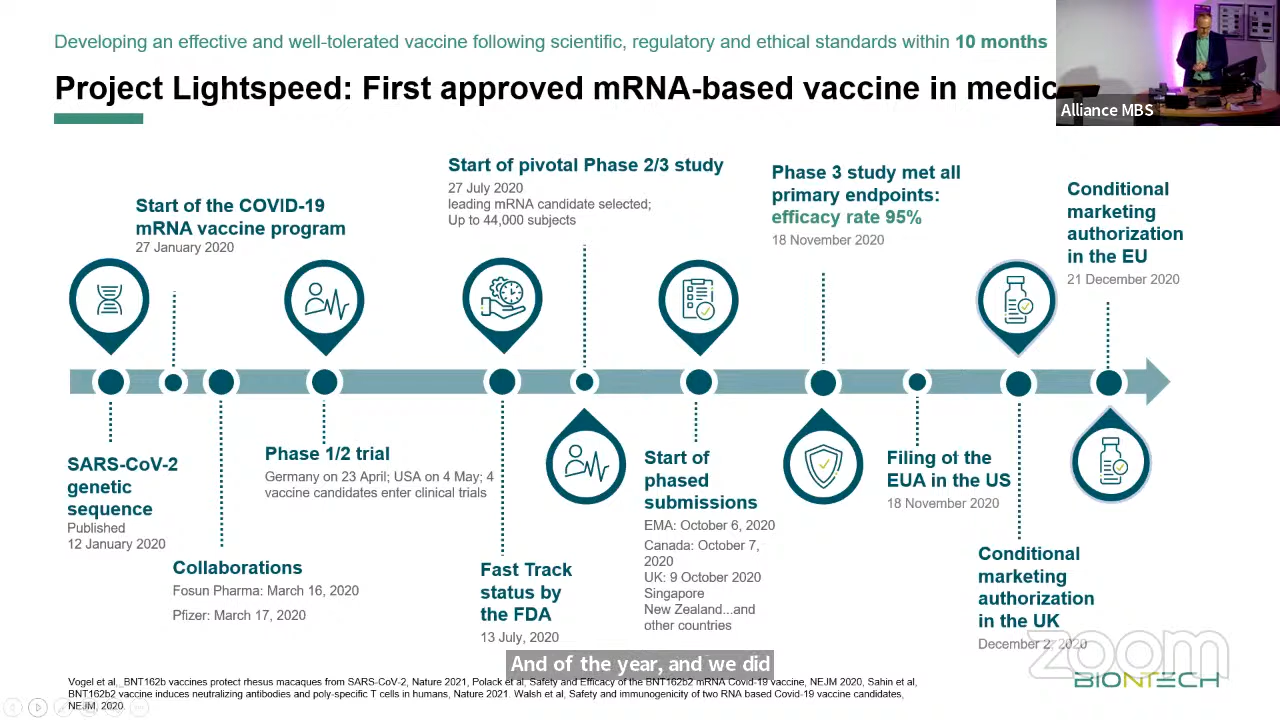 Developing an effective and well-tolerated vaccine following scientific, regulatory and ethical standards within 10 months
Project Lightspeed: First approved mRNA-based vaccine in medic
Alliance MBS
Start of the COVID-19
mRNA vaccine program
27 January 2020
Start of pivotal Phase 2/3 study
27 July 2020
leading mRNA candidate selected;
Up to 44,000 subjects
Phase 3 study met all
primary endpoints:
efficacy rate 95%
18 November 2020
Conditional
marketing
authorization
in the EU
21 December 2020
SARS-CoV-2
genetic
sequence
Published
12 January 2020
Collaborations
Fosun Pharma: March 16, 2020
Pfizer: March 17, 2020
Phase 1/2 trial
Germany on 23 April; USA on 4 May; 4
vaccine candidates enter clinical trials
Fast Track
status by
the FDA
13 July, 2020
Start of
phased
submissions
EMA: October 6, 2020
Canada: October 7,
2020
UK: 9 October 2020
Singapore
New Zealand...and
other countries
Filing of the
EUA in the US
18 November 2020
Conditional
marketing
authorization
in the UK
December 2, 2020
And of the year, and we did
zoom
BIONTECH
Vogel et al., BNT162b vaccines protect rhesus macaques from SARS-CoV-2, Nature 2021, Polack et al, Safety and Efficacy of the BNT162b2 mRNA Covid-19 vaccine, NEJM 2020, Sahin et al,
BNT162b2 vaccine induces neutralizing antibodies and poly-specific T cells in humans, Nature 2021. Walsh et al, Safety and immunogenicity of two RNA based Covid-19 vaccine candidates,
NEJM, 2020